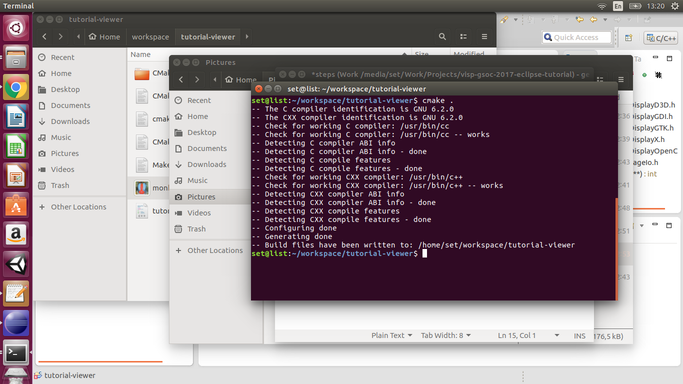 Terminal
En
13:20
tutorial-viewer
Home
workspace
tutorial-viewer
Quick Access
C/C++
Recent
Home
Desktop
Documents
Downloads
Music
Pictures
Videos
Trash
Other Locations
Name
Size
Modified
Pictures
Home
Recent
Home
Desktop
Documents
Downloads
Music
Pictures
Videos
Trash
Other Locations
*steps (Work /media/set/Work/Projects/visp-gsoc-2017-eclipse-tutorial) - ge
set@list: ~/workspace/tutorial-viewer
set@list:~/workspace/tutorial-viewer$ cmake .
-- The C compiler identification is GNU 6.2.0
-- The CXX compiler identification is GNU 6.2.0
-- Check for working C compiler: /usr/bin/cc
-- Check for working C compiler: /usr/bin/cc -- works
-- Detecting C compiler ABI info
-- Detecting C compiler ABI info - done
-- Detecting C compile features
-- Detecting C compile features - done
-- Check for working CXX compiler: /usr/bin/c++
-- Check for working CXX compiler: /usr/bin/c++ -- works
-- Detecting CXX compiler ABI info
-- Detecting CXX compiler ABI info - done
-- Detecting CXX compile features
-- Detecting CXX compile features - done
-- Configuring done
-- Generating done
-- Build files have been written to: /home/set/workspace/tutorial-viewer
set@list:~/workspace/tutorial-viewer$
isplayD3D.h
isplayGDI.h
isplayGTK.h
isplayX.h
isplayOpenC
ageIo.h
**) : int
Plain Text
Tab Width: 8
Ln 15, Col 1
INS
176,5 kB)
tutorial-viewer